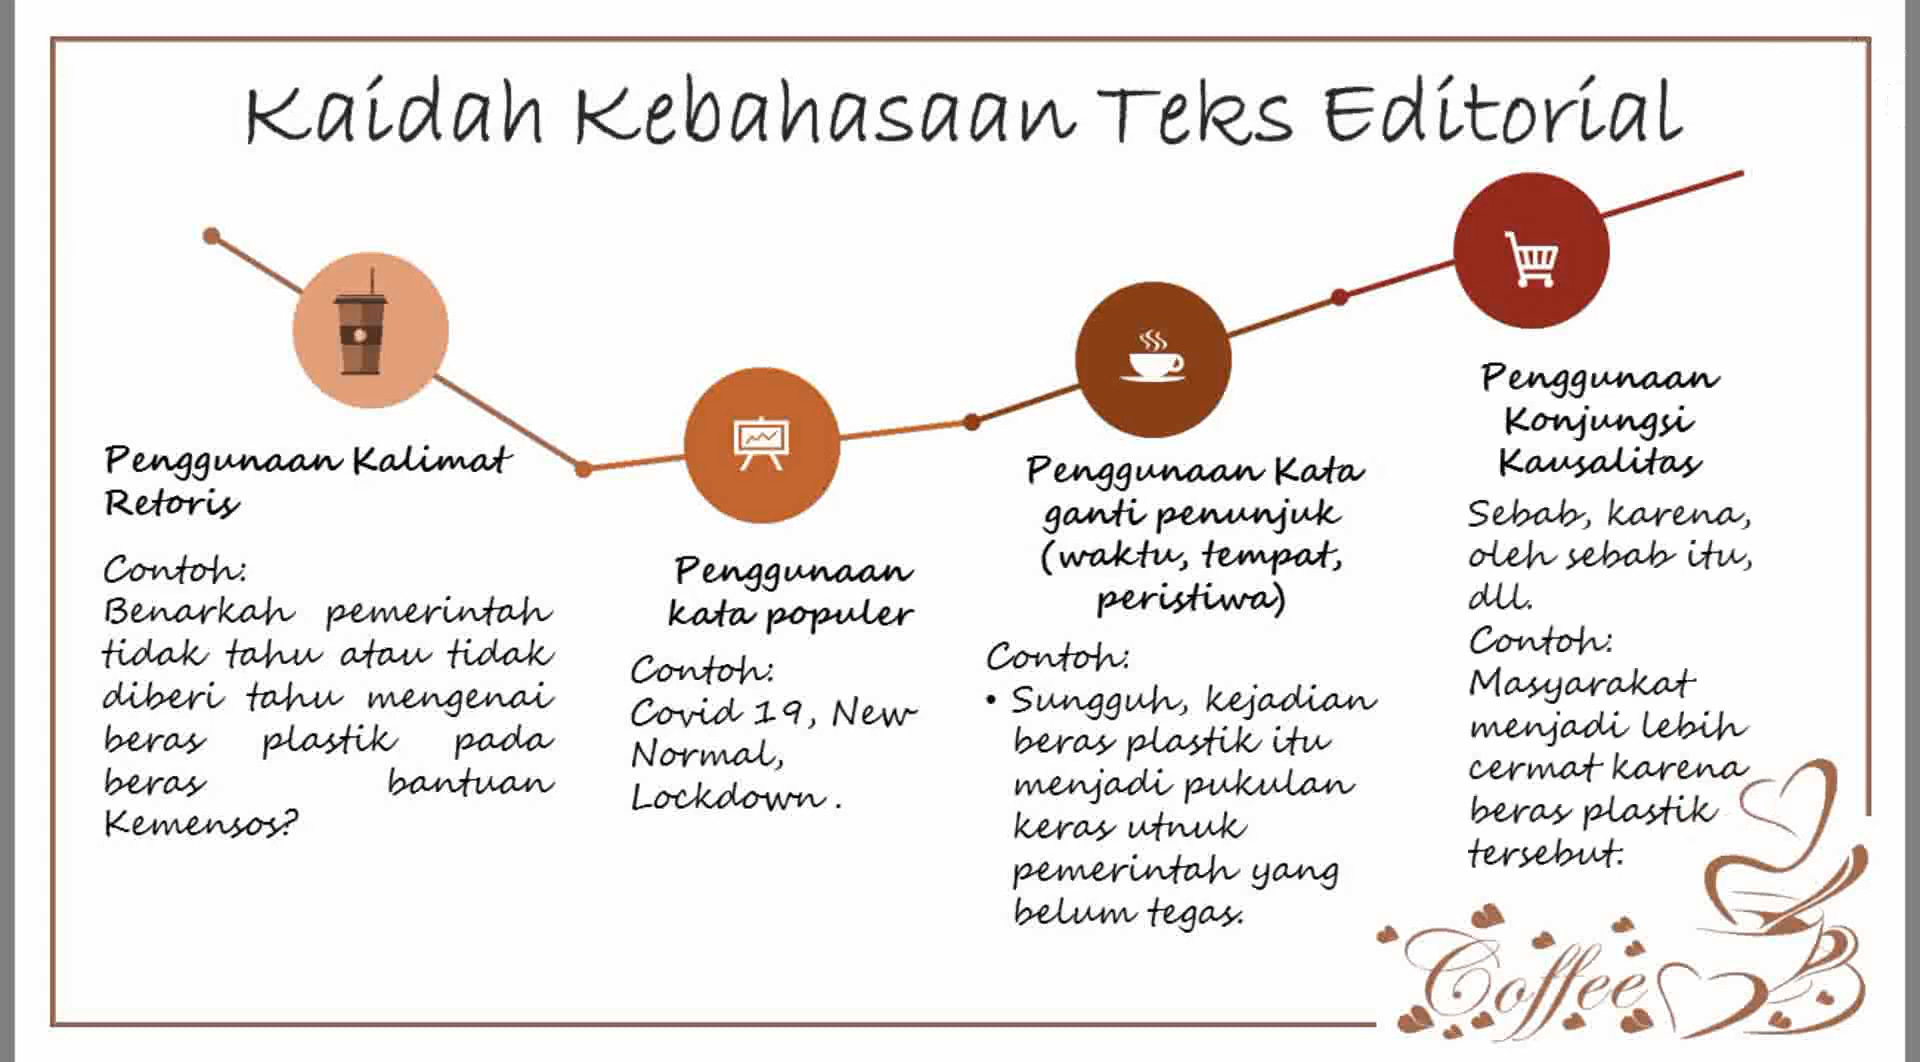 Kaidah Kebahasaan Teks Editorial
Penggunaan Kalimat
Retoris
Contoh:
Benarkah pemerintah
tidak tahu atau tidak
diberi tahu mengenai
beras plastik pada
beras bantuan
Kemensos?
Penggunaan
kata populer
Contoh:
Covid 19, New
Normal,
Lockdown.
Penggunaan Kata
ganti penunjuk
(waktu, tempat,
peristiwa)
Contoh:
• Sungguh, kejadian
beras plastik itu
menjadi pukulan
keras utnuk
pemerintah yang
belum tegas.
Penggunaan
Konjungsi
Kausalitas
Sebab, karena,
oleh sebab itu,
dll.
Contoh:
Masyarakat
menjadi lebih
cermat karena
beras plastik
tersebut.
Coffee